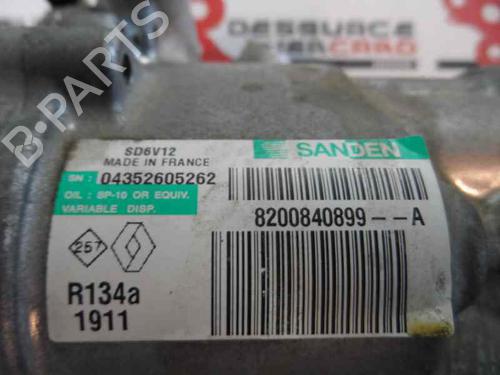 DESGUACE
SD6V12
MADE IN FRANCE
SANDEN
SN : 04352605262
OIL : SP-10 OR EQUIV.
VARIABLE DISP.
8200840899--A
257
R134a
1911
B-PARTS